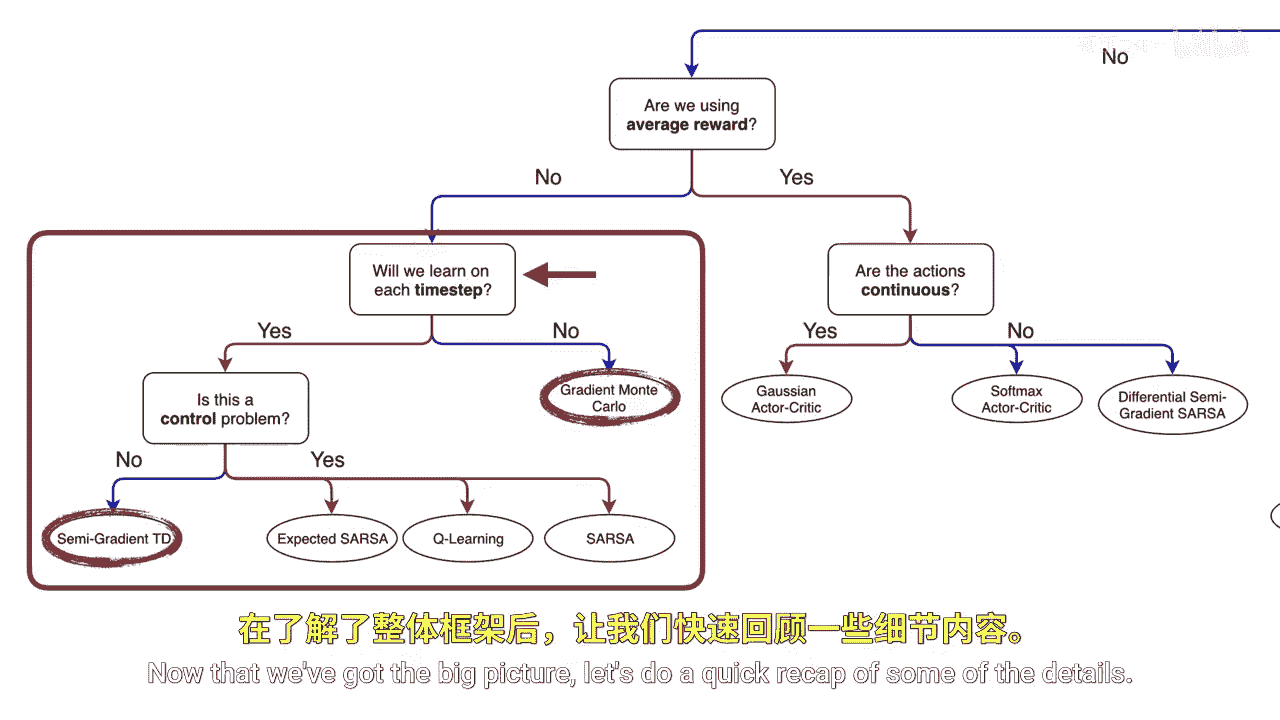 No
Are we using
average reward?
No
Yes
Will we learn on
each timestep?
Are the actions
continuous?
Yes
No
Yes
No
Is this a
control problem?
Gradient Monte
Carlo
Gaussian
Actor-Critic
Softmax
Actor-Critic
Differential Semi-
Gradient SARSA
No
Yes
Semi-Gradient TD
Expected SARSA
Q-Learning
SARSA
在了解了整体框架后，让我们快速回顾一些细节内容。
Now that we've got the big picture, let's do a quick recap of some of the details.